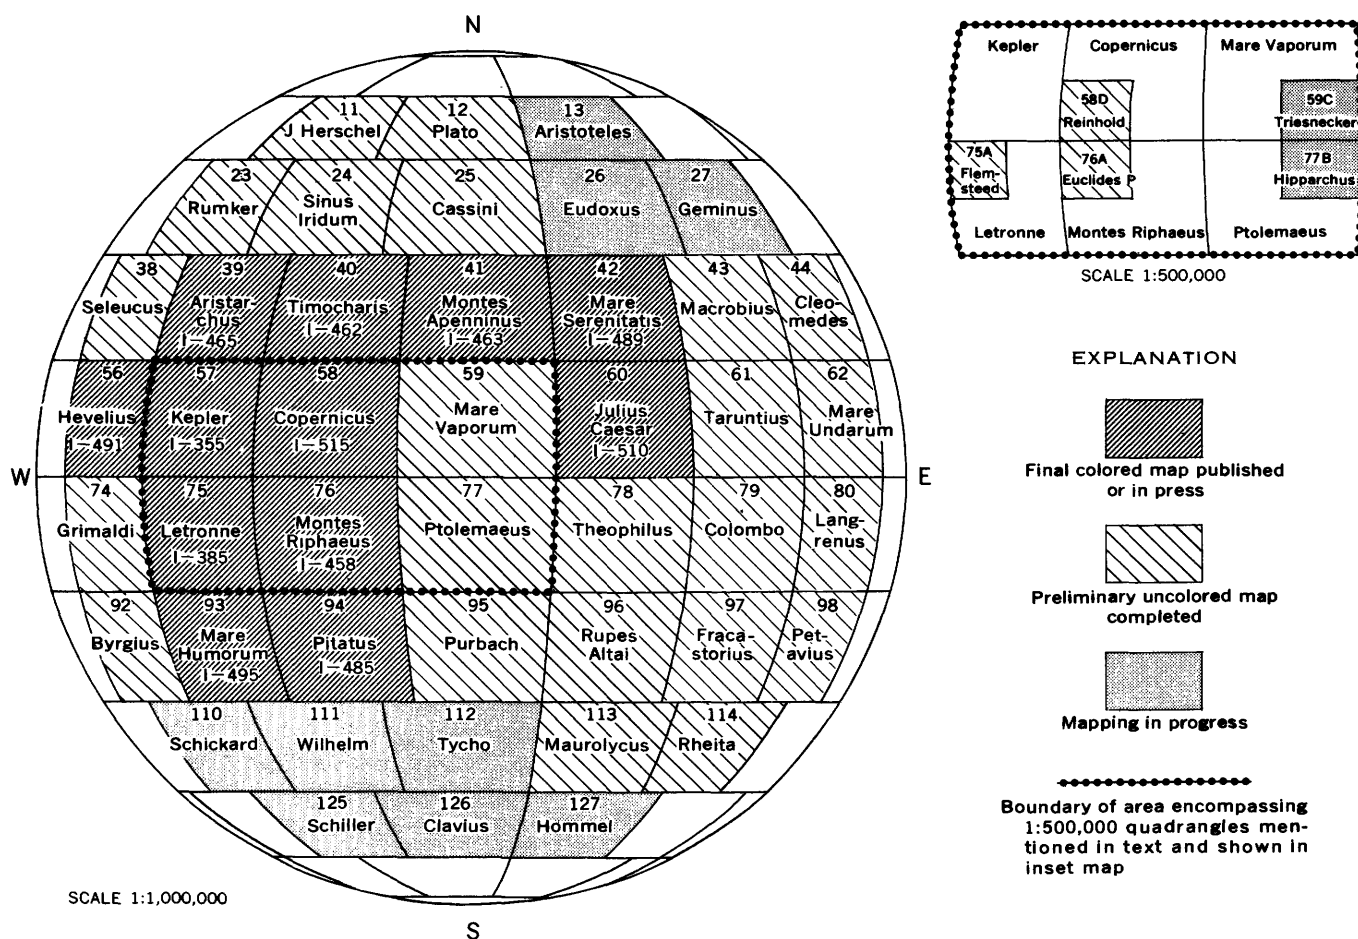 N
11
J Herschel
12
Plato
13
Aristoteles
23
Rumker
24
Sinus
Iridum
25
Cassini
26
Eudoxus
27
Geminus
38
Seleucus
39
Aristar-
chus
I-465
40
Timocharis
I-462
41
Montes
Apenninus
I-463
42
Mare
Serenitatis
I-489
43
Macrobius
44
Cleo-
medes
56
Hevelius
I-491
57
Kepler
I-355
58
Copernicus
I-515
59
Mare
Vaporum
60
Julius
Caesar
I-510
61
Taruntius
62
Mare
Undarum
W
E
74
Grimaldi
75
Letronne
I-385
76
Montes
Riphaeus
I-458
77
Ptolemaeus
78
Theophilus
79
Colombo
80
Lang-
renus
92
Byrgius
93
Mare
Humorum
I-495
94
Pitatus
I-485
95
Purbach
96
Rupes
Altai
97
Fraca-
storius
98
Pet-
avius
110
Schickard
111
Wilhelm
112
Tycho
113
Maurolycus
114
Rheita
125
Schiller
126
Clavius
127
Hommel
SCALE 1:1,000,000
S
Kepler
Copernicus
Mare Vaporum
58D
Reinhold
59C
Triesnecker
75A
Flem-
steed
76A
Euclides P
77B
Hipparchus
Letronne
Montes Riphaeus
Ptolemaeus
SCALE 1:500,000
EXPLANATION
Final colored map published
or in press
Preliminary uncolored map
completed
Mapping in progress
Boundary of area encompassing
1:500,000 quadrangles men-
tioned in text and shown in
inset map